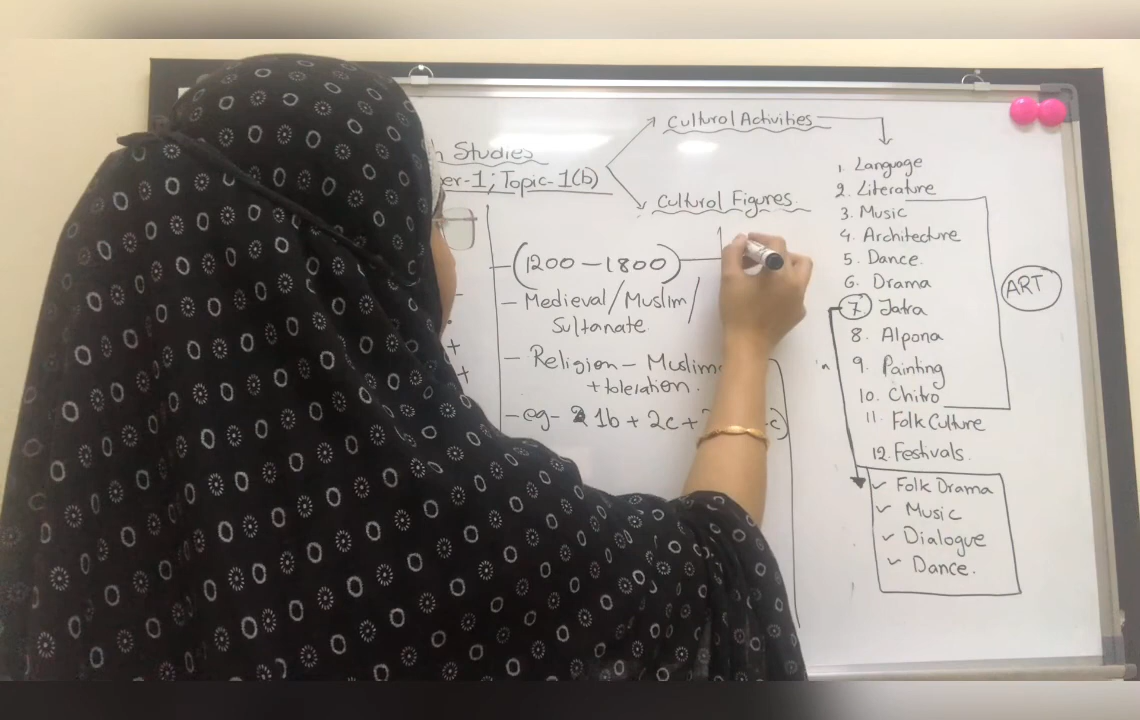 Studies
er-1; Topic-1(b)
Cultural Activities
Cultural Figures
(1200-1800)
- Medieval/Muslim/
Sultanate
- Religion - Muslim
+ toleration.
- eg- 1b + 2c +
1. Language
2. Literature
3. Music
4. Architecture
5. Dance.
6. Drama
7. Jatra
8. Alpona
9. Painting
10. Chitro
11. Folk Culture
12. Festivals.
ART
✓ Folk Drama
✓ Music
✓ Dialogue
✓ Dance.